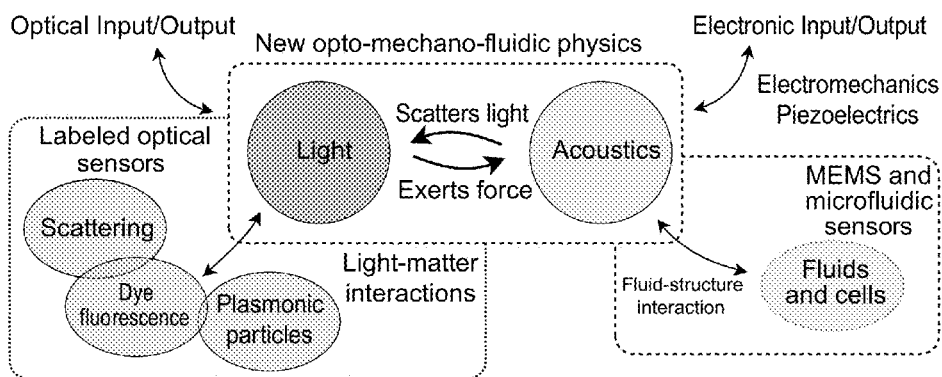 Optical Input/Output
Electronic Input/Output
New opto-mechano-fluidic physics
Electromechanics
Piezoelectrics
Scatters light
Light
Acoustics
Exerts force
Labeled optical
sensors
MEMS and
microfluidic
sensors
Scattering
Light-matter
interactions
Fluid-structure
interaction
Fluids
and cells
Dye
fluorescence
Plasmonic
particles